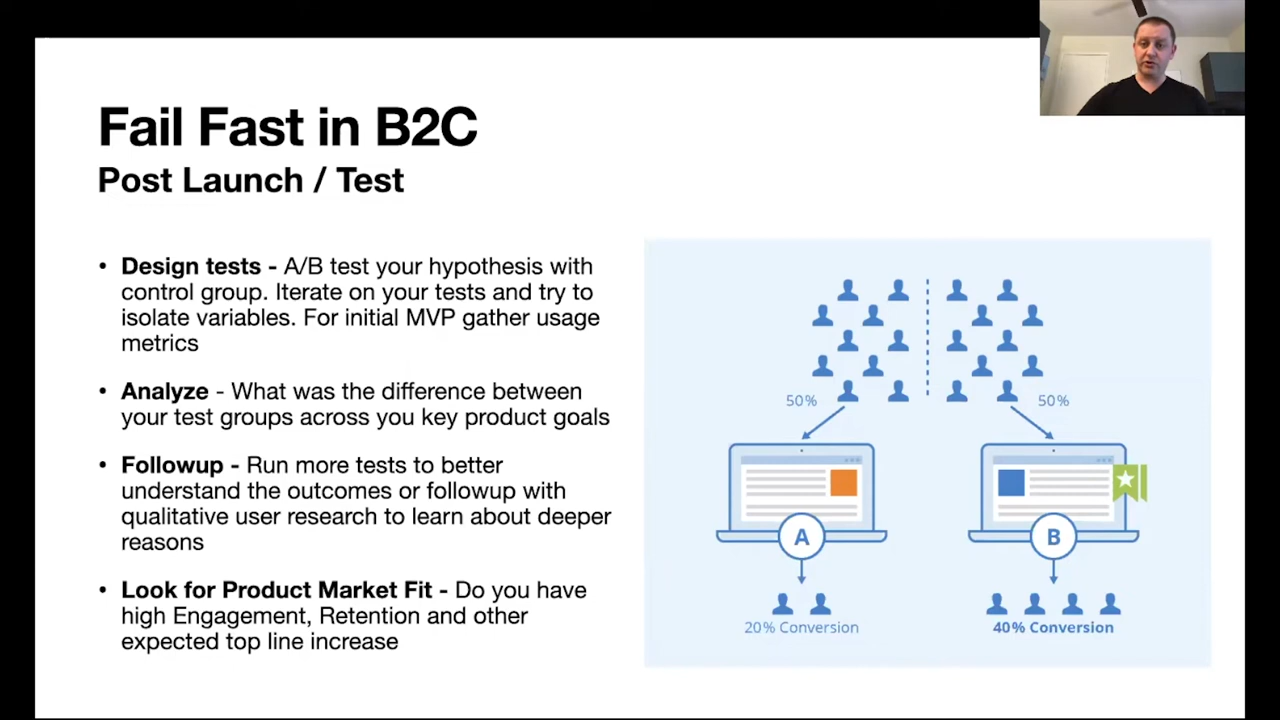 Fail Fast in B2C
Post Launch / Test
• Design tests - A/B test your hypothesis with
control group. Iterate on your tests and try to
isolate variables. For initial MVP gather usage
metrics
• Analyze - What was the difference between
your test groups across you key product goals
• Followup - Run more tests to better
understand the outcomes or followup with
qualitative user research to learn about deeper
reasons
• Look for Product Market Fit - Do you have
high Engagement, Retention and other
expected top line increase
50%
50%
A
B
20% Conversion
40% Conversion